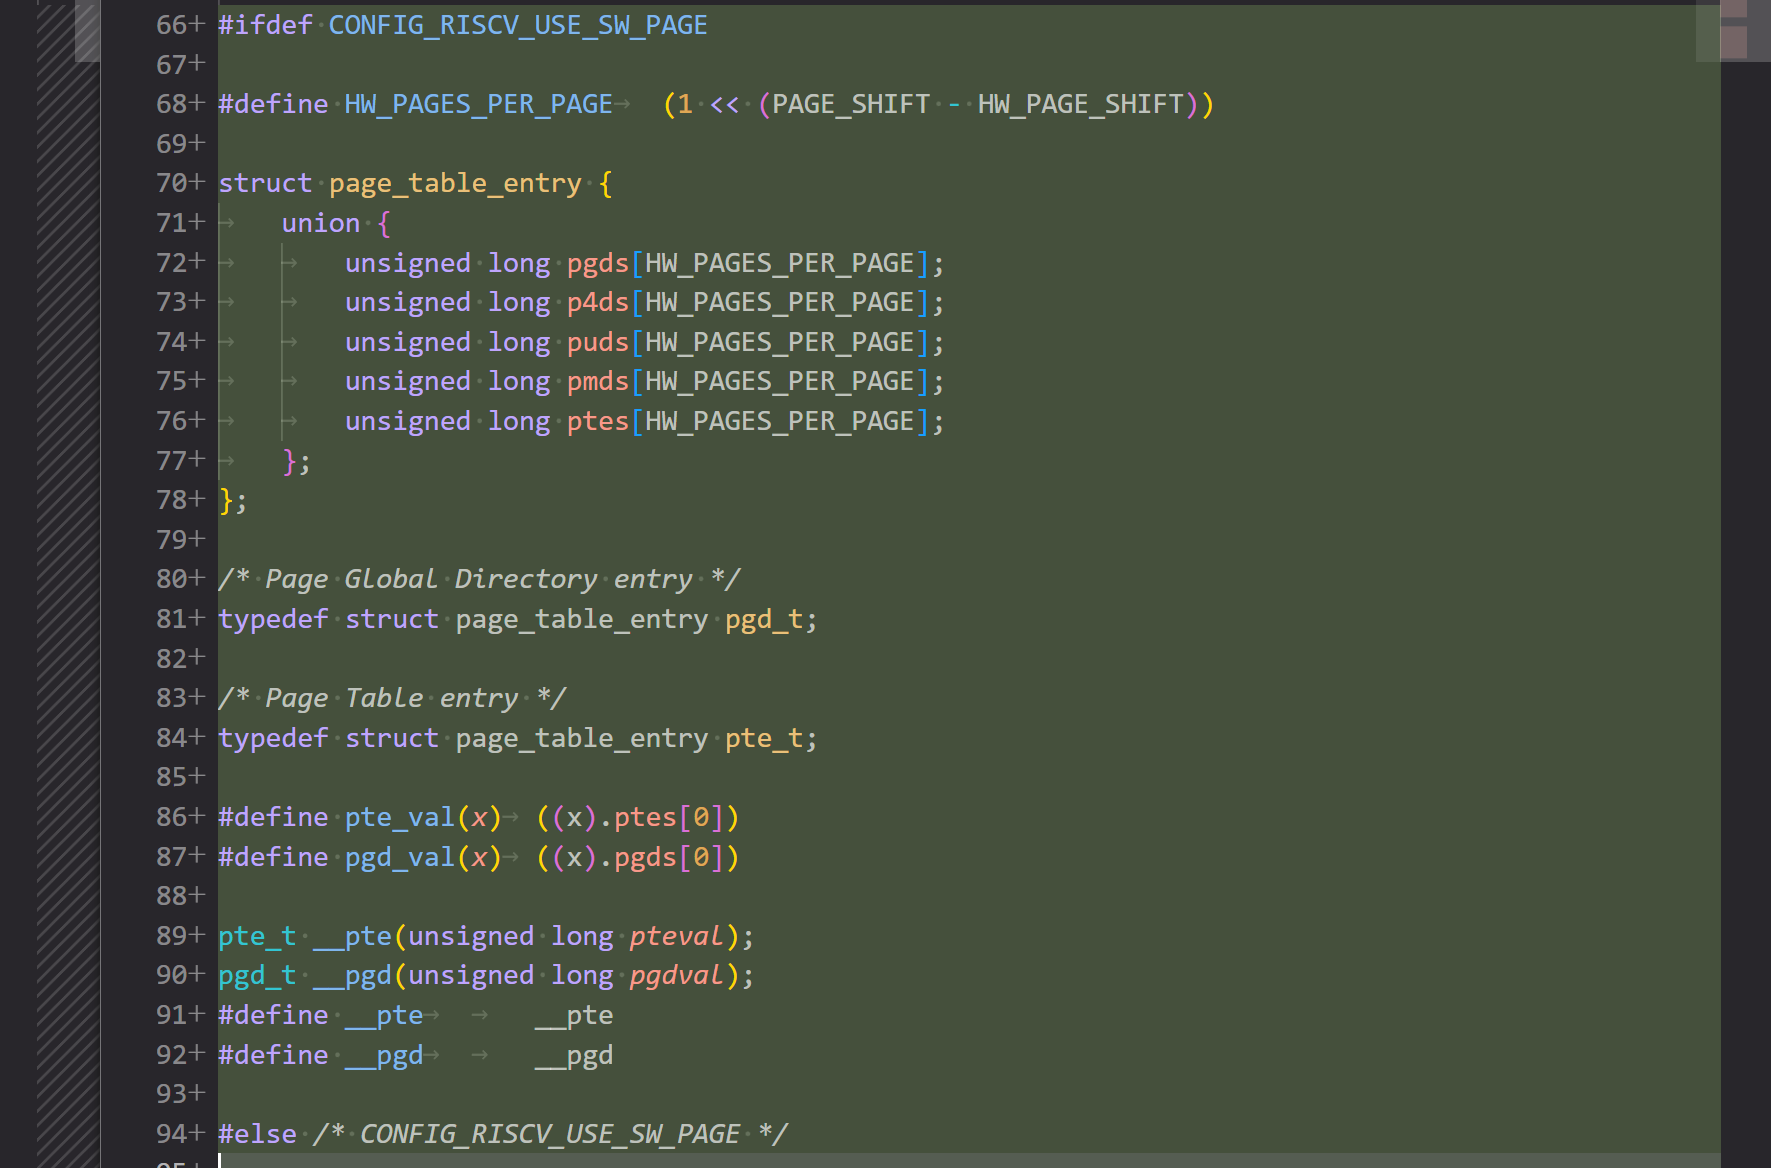 66+ #ifdef CONFIG_RISCV_USE_SW_PAGE
67+
68+ #define HW_PAGES_PER_PAGE (1 << (PAGE_SHIFT - HW_PAGE_SHIFT))
69+
70+ struct page_table_entry {
71+ union {
72+ unsigned long pgds[HW_PAGES_PER_PAGE];
73+ unsigned long p4ds[HW_PAGES_PER_PAGE];
74+ unsigned long puds[HW_PAGES_PER_PAGE];
75+ unsigned long pmds[HW_PAGES_PER_PAGE];
76+ unsigned long ptes[HW_PAGES_PER_PAGE];
77+ };
78+ };
79+
80+ /* Page Global Directory entry */
81+ typedef struct page_table_entry pgd_t;
82+
83+ /* Page Table entry */
84+ typedef struct page_table_entry pte_t;
85+
86+ #define pte_val(x) ((x).ptes[0])
87+ #define pgd_val(x) ((x).pgds[0])
88+
89+ pte_t __pte(unsigned long pteval);
90+ pgd_t __pgd(unsigned long pgdval);
91+ #define __pte __pte
92+ #define __pgd __pgd
93+
94+ #else /* CONFIG_RISCV_USE_SW_PAGE */